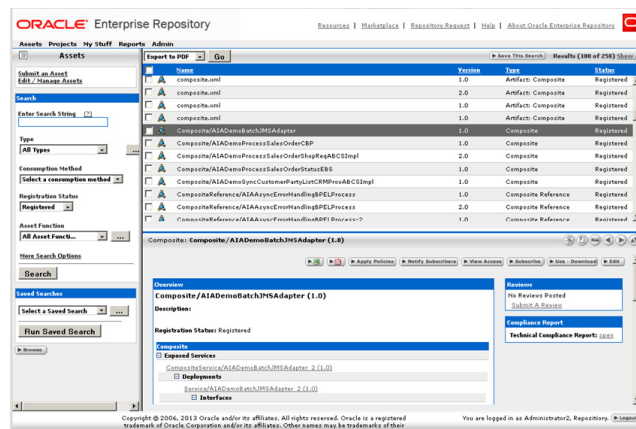 ORACLE Enterprise Repository
Resources | Marketplace | Repository Request | Help | About Oracle Enterprise Repository
Assets Projects My Stuff Reports Admin
Assets
Submit an Asset
Edit / Manage Assets
Search
Enter Search String (?)
Type
All Types ...
Consumption Method
Select a consumption method
Registration Status
Registered
Asset Function
All Asset Functi... ...
More Search Options
Search
Saved Searches
Select a Saved Search ...
Run Saved Search
Browse
Export to PDF Go Save This Search Results (100 of 250) Show
Name Version Type Status
composite.xml 1.0 Artifact: Composite Registered
composite.xml 2.0 Artifact: Composite Registered
composite.xml 1.0 Artifact: Composite Registered
composite.xml 1.0 Artifact: Composite Registered
Composite/AIADemoBatchJMSAdapter 1.0 Composite Registered
Composite/AIADemoProcessSalesOrderCBP 1.0 Composite Registered
Composite/AIADemoProcessSalesOrderShopReqABCSImpl 2.0 Composite Registered
Composite/AIADemoProcessSalesOrderStatusEBS 1.0 Composite Registered
Composite/AIADemoSyncCustomerPartyListCRMProvABCSImpl 1.0 Composite Registered
CompositeReference/AIAAsyncErrorHandlingBPELProcess 1.0 Composite Reference Registered
CompositeReference/AIAAsyncErrorHandlingBPELProcess 2.0 Composite Reference Registered
CompositeReference/AIAAsyncErrorHandlingBPELProcess-2 1.0 Composite Reference Registered
Composite: Composite/AIADemoBatchJMSAdapter (1.0)
Apply Policies Notify Subscribers View Access Subscribe Use - Download Edit
Overview
Composite/AIADemoBatchJMSAdapter (1.0)
Description:
Registration Status: Registered
Composite
Exposed Services
CompositeService/AIADemoBatchJMSAdapter_2 (1.0)
Deployments
Service/AIADemoBatchJMSAdapter_2 (1.0)
Interfaces
Reviews
No Reviews Posted
Submit A Review
Compliance Report
Technical Compliance Report: open
Copyright © 2006, 2013 Oracle and/or its affiliates. All rights reserved. Oracle is a registered
trademark of Oracle Corporation and/or its affiliates. Other names may be trademarks of their
You are logged in as Administrator2, Repositiory. Logout